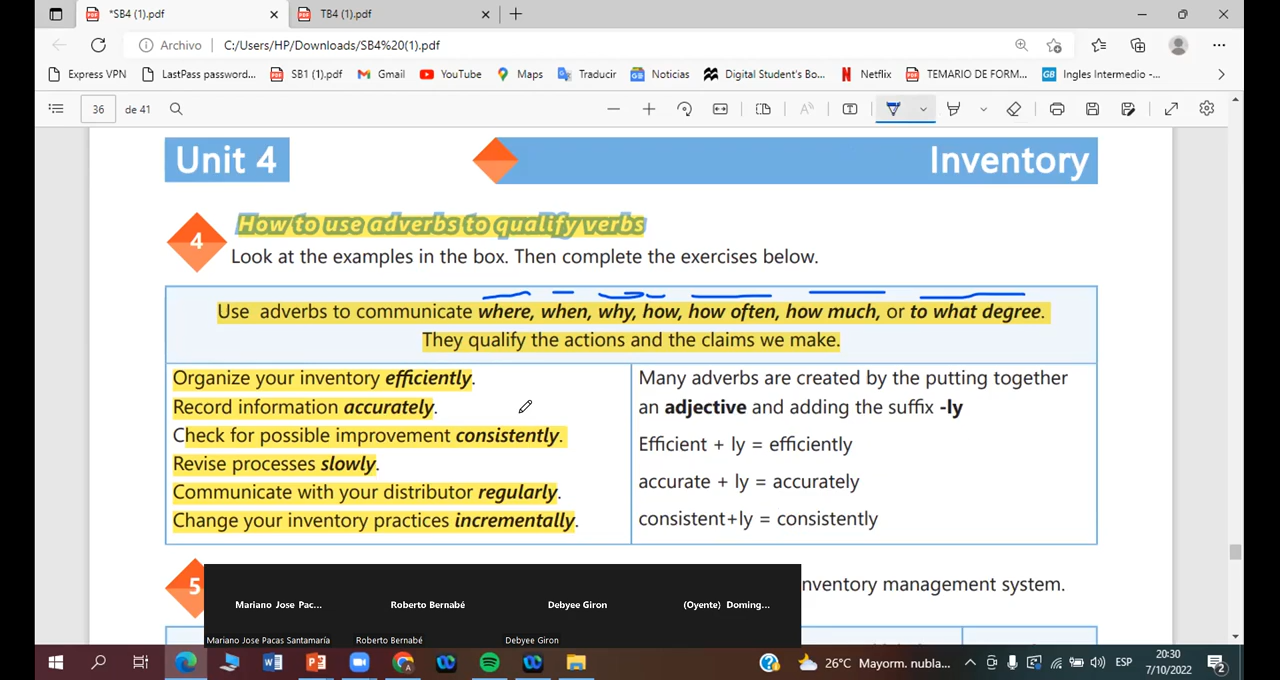 *SB4 (1).pdf
TB4 (1).pdf
Archivo
C:/Users/HP/Downloads/SB4%20(1).pdf
Express VPN
LastPass password...
SB1 (1).pdf
Gmail
YouTube
Maps
Traducir
Noticias
Digital Student's Bo...
Netflix
TEMARIO DE FORM...
Ingles Intermedio -...
36
de 41
Unit 4
Inventory
4
How to use adverbs to qualify verbs
Look at the examples in the box. Then complete the exercises below.
Use adverbs to communicate where, when, why, how, how often, how much, or to what degree.
They qualify the actions and the claims we make.
Organize your inventory efficiently.
Record information accurately.
Check for possible improvement consistently.
Revise processes slowly.
Communicate with your distributor regularly.
Change your inventory practices incrementally.
Many adverbs are created by the putting together
an adjective and adding the suffix -ly
Efficient + ly = efficiently
accurate + ly = accurately
consistent+ly = consistently
5
nventory management system.
Mariano Jose Pac...
Roberto Bernabé
Debyee Giron
(Oyente) Doming...
Mariano Jose Pacas Santamaría
Roberto Bernabé
Debyee Giron
26°C Mayorm. nubla...
ESP
20:30
7/10/2022
2